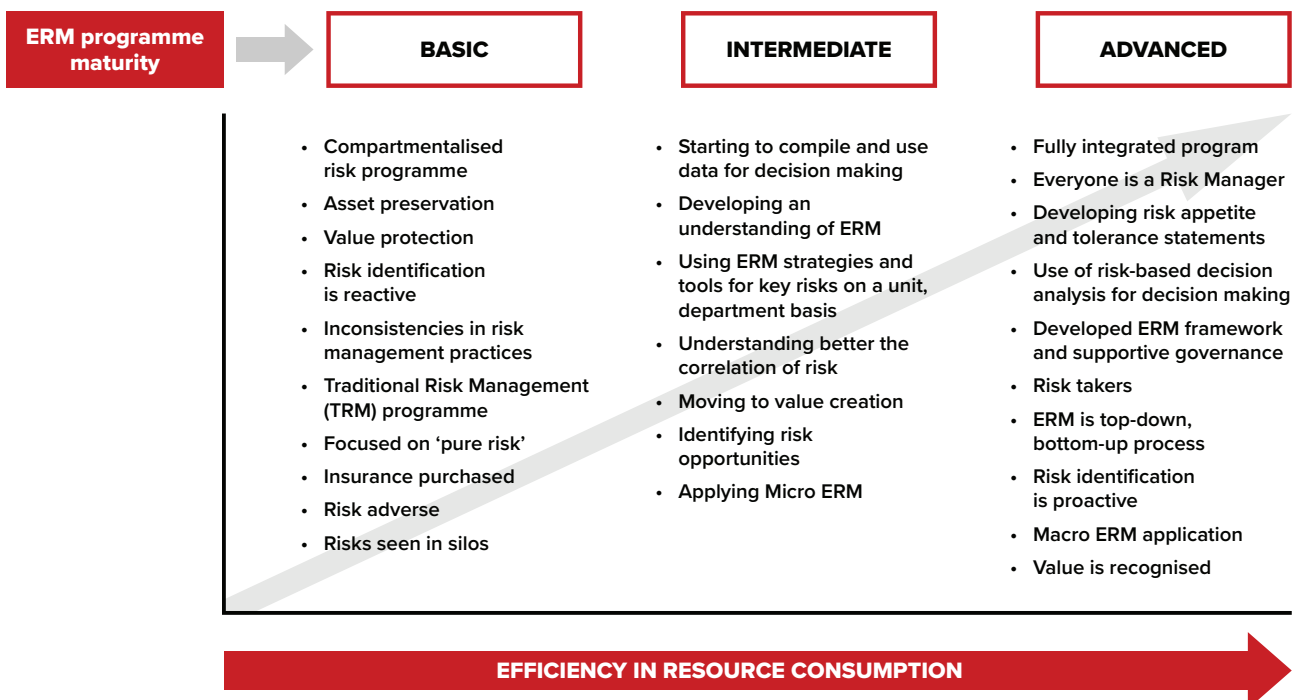 ERM programme
maturity
BASIC
INTERMEDIATE
ADVANCED
• Compartmentalised
risk programme
• Asset preservation
• Value protection
• Risk identification
is reactive
• Inconsistencies in risk
management practices
• Traditional Risk Management
(TRM) programme
• Focused on ‘pure risk’
• Insurance purchased
• Risk adverse
• Risks seen in silos
• Starting to compile and use
data for decision making
• Developing an
understanding of ERM
• Using ERM strategies and
tools for key risks on a unit,
department basis
• Understanding better the
correlation of risk
• Moving to value creation
• Identifying risk
opportunities
• Applying Micro ERM
• Fully integrated program
• Everyone is a Risk Manager
• Developing risk appetite
and tolerance statements
• Use of risk-based decision
analysis for decision making
• Developed ERM framework
and supportive governance
• Risk takers
• ERM is top-down,
bottom-up process
• Risk identification
is proactive
• Macro ERM application
• Value is recognised
EFFICIENCY IN RESOURCE CONSUMPTION